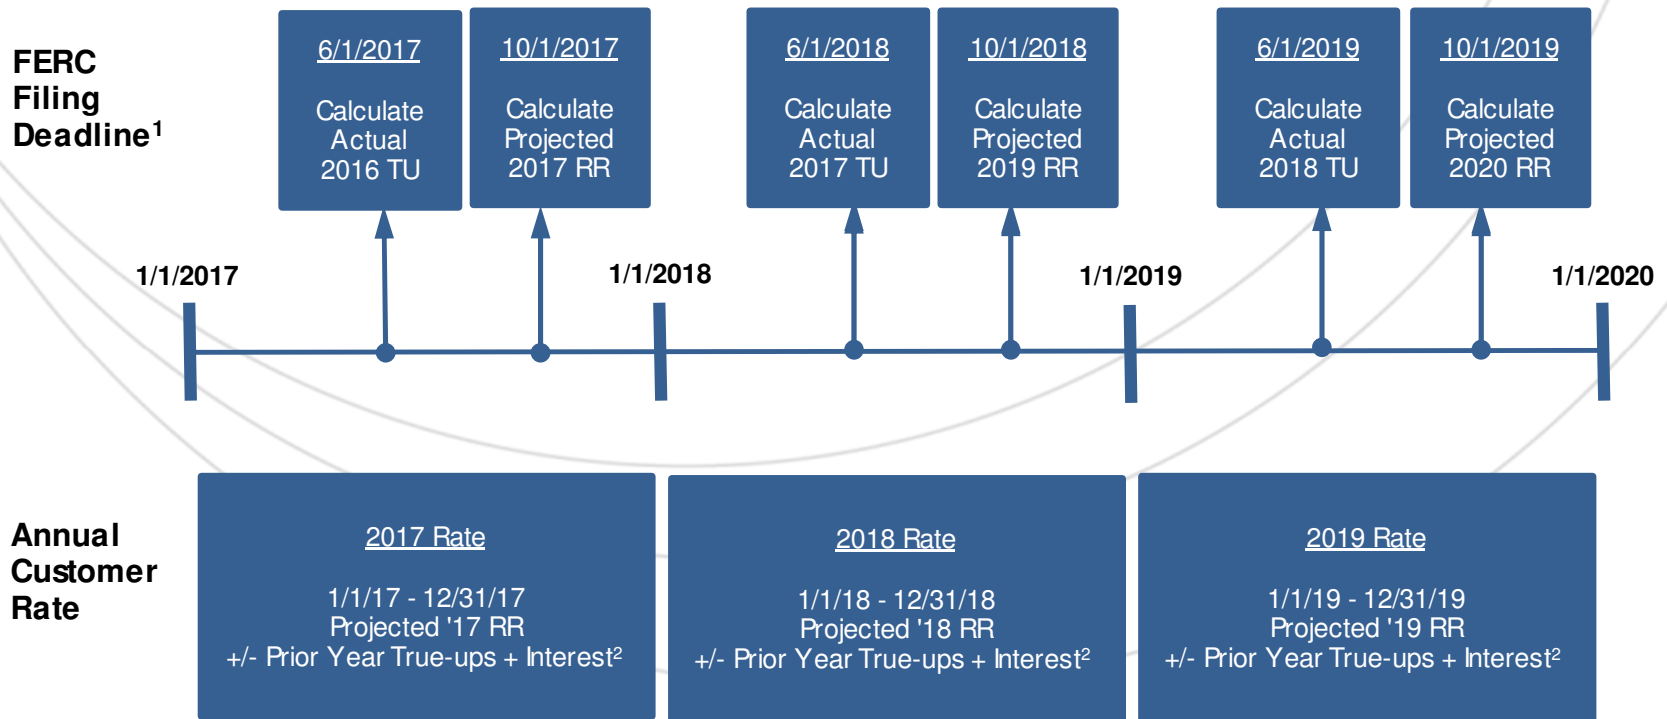 FERC
Filing
Deadline¹
6/1/2017
Calculate
Actual
2016 TU
10/1/2017
Calculate
Projected
2017 RR
6/1/2018
Calculate
Actual
2017 TU
10/1/2018
Calculate
Projected
2019 RR
6/1/2019
Calculate
Actual
2018 TU
10/1/2019
Calculate
Projected
2020 RR
1/1/2017
1/1/2018
1/1/2019
1/1/2020
Annual
Customer
Rate
2017 Rate
1/1/17 - 12/31/17
Projected '17 RR
+/- Prior Year True-ups + Interest²
2018 Rate
1/1/18 - 12/31/18
Projected '18 RR
+/- Prior Year True-ups + Interest²
2019 Rate
1/1/19 - 12/31/19
Projected '19 RR
+/- Prior Year True-ups + Interest²